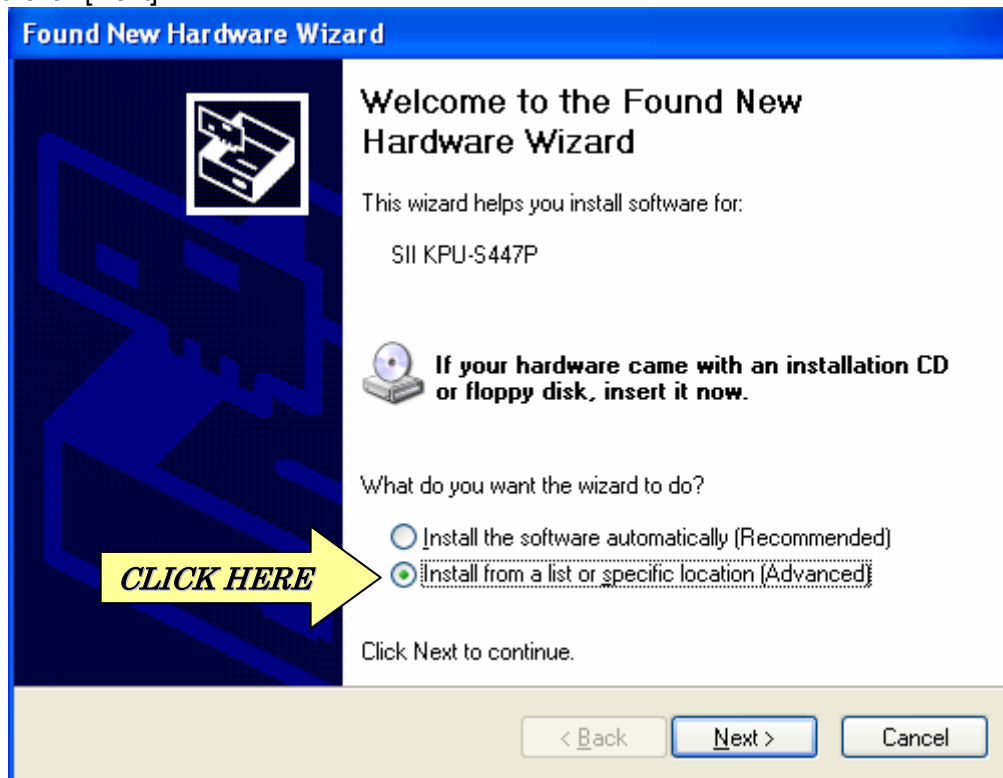 Found New Hardware Wizard
Welcome to the Found New
Hardware Wizard
This wizard helps you install software for:
SII KPU-S447P
If your hardware came with an installation CD
or floppy disk, insert it now.
What do you want the wizard to do?
Install the software automatically (Recommended)
CLICK HERE
Install from a list or specific location (Advanced)
Click Next to continue.
< Back
Next >
Cancel